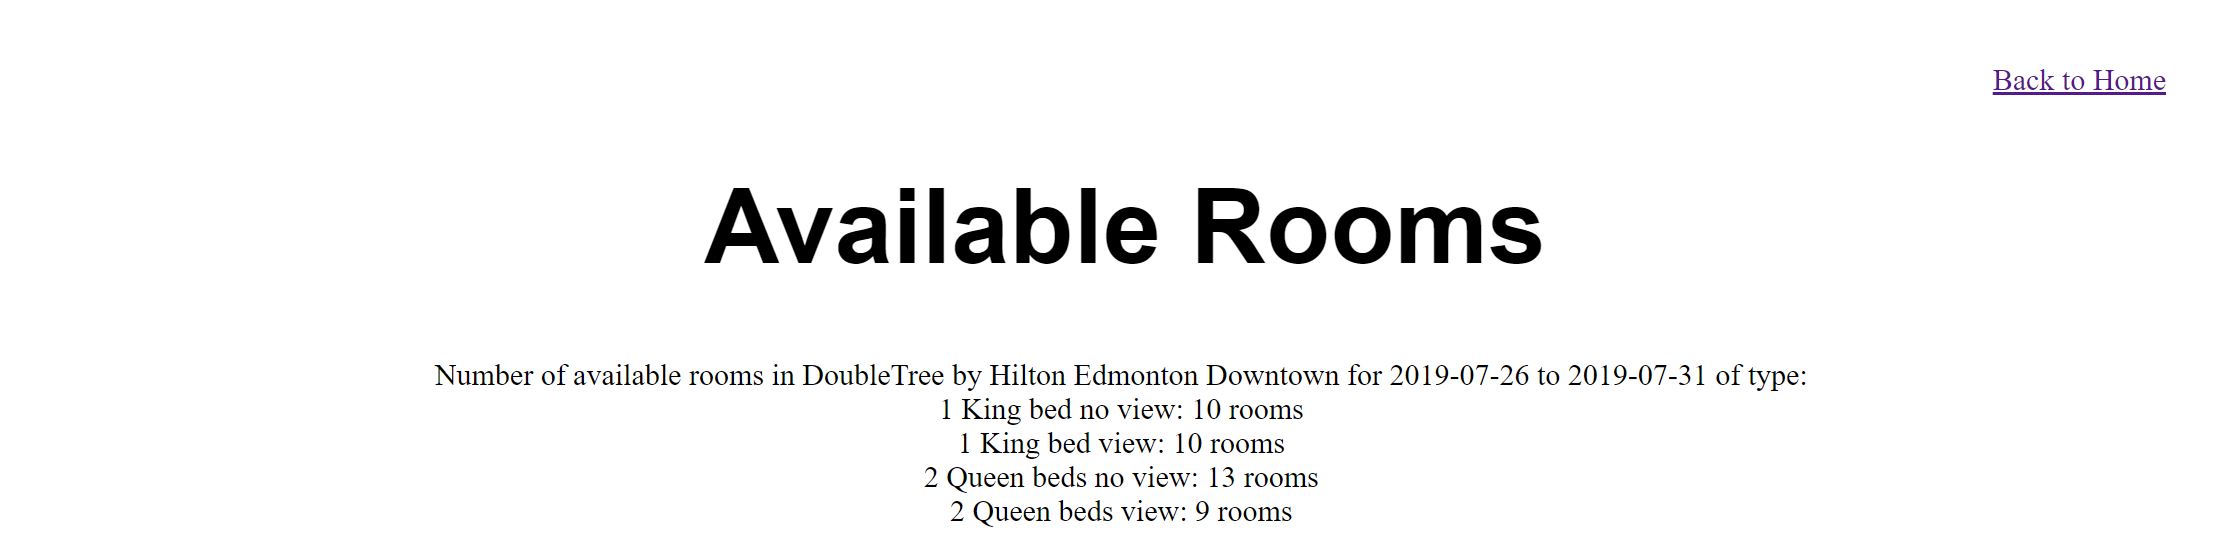 Back to Home
Available Rooms
Number of available rooms in DoubleTree by Hilton Edmonton Downtown for 2019-07-26 to 2019-07-31 of type:
1 King bed no view: 10 rooms
1 King bed view: 10 rooms
2 Queen beds no view: 13 rooms
2 Queen beds view: 9 rooms